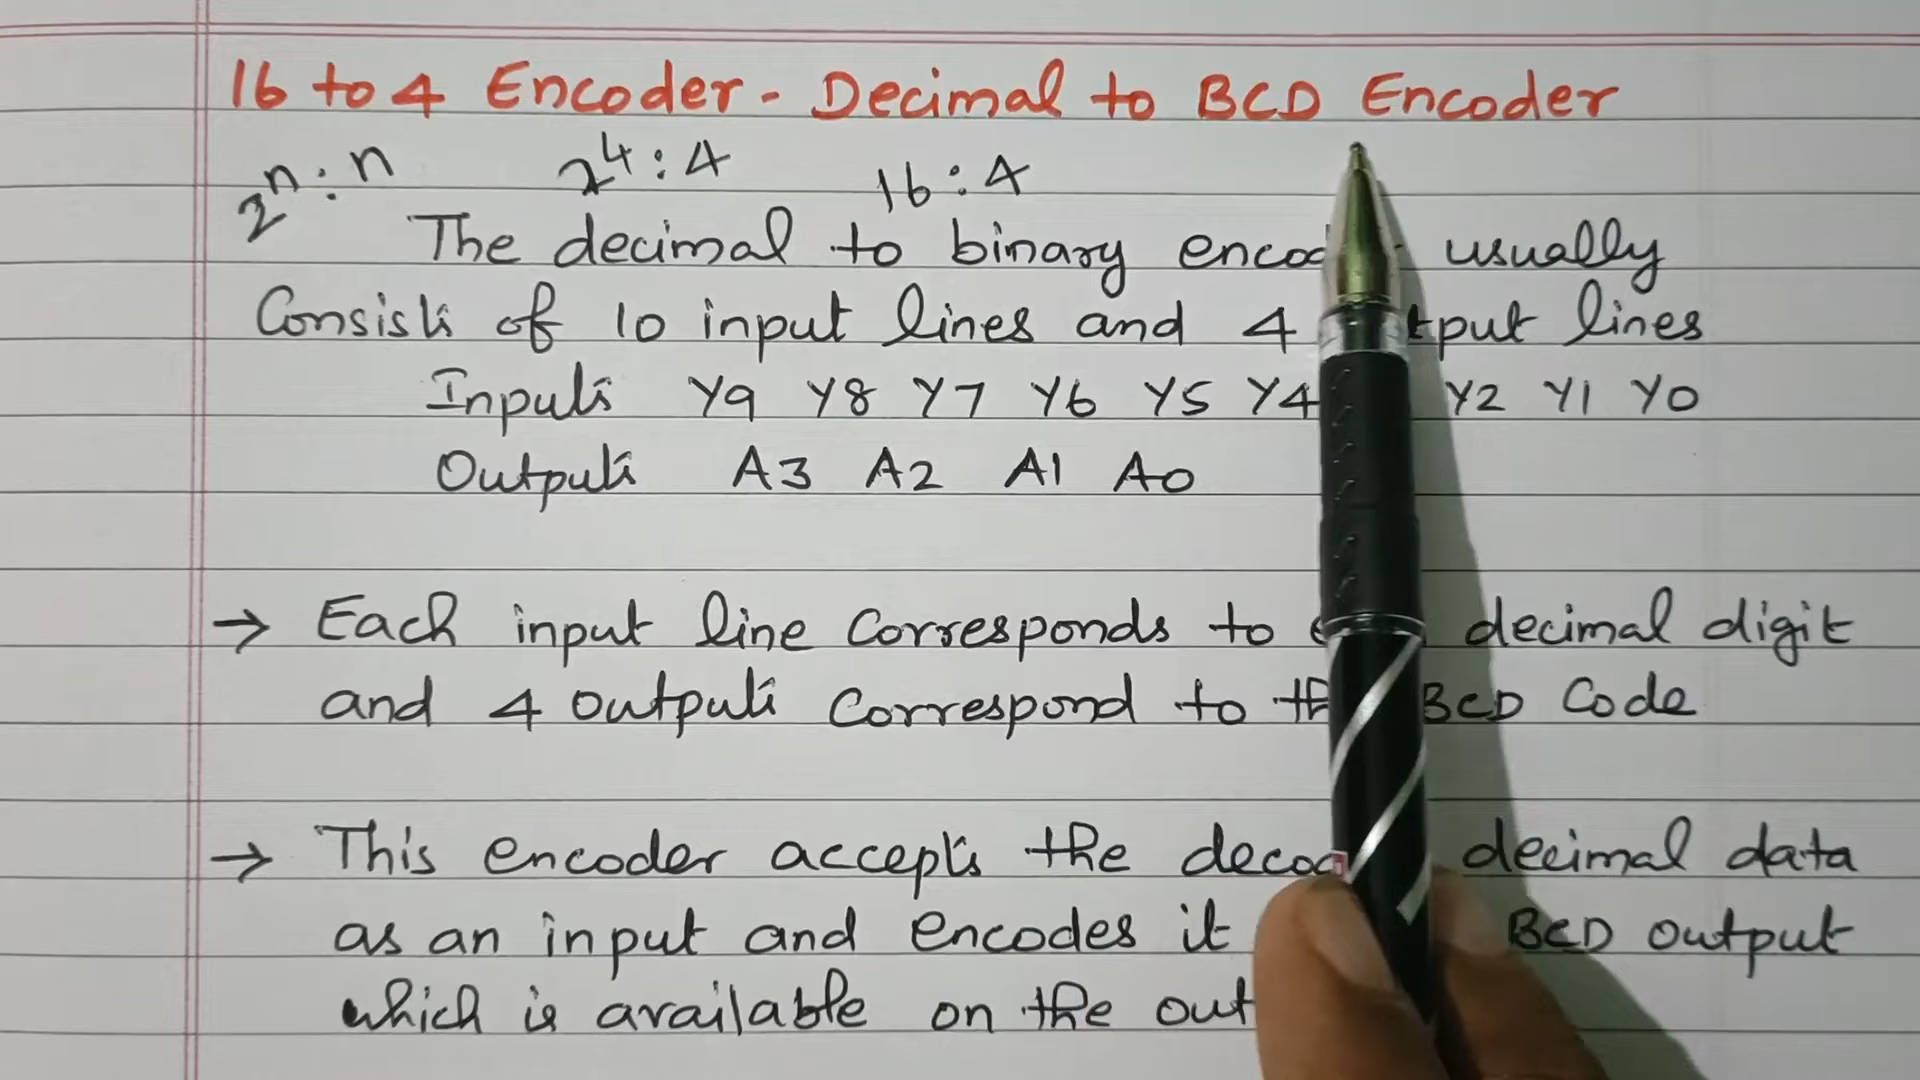 16 to 4 Encoder - Decimal to BCD Encoder
2^n : n 2^4 : 4 16 : 4
The decimal to binary usually
Consists of 10 input lines and 4 lines
Inputs Y9 Y8 Y7 Y6 Y5 Y4 Y2 Y1 Y0
Outputs A3 A2 A1 A0
→ Each input line corresponds to decimal digit
and 4 outputs correspond to BCD Code
→ This encoder accepts the decimal data
as an input and encodes it BCD output
which is available on the